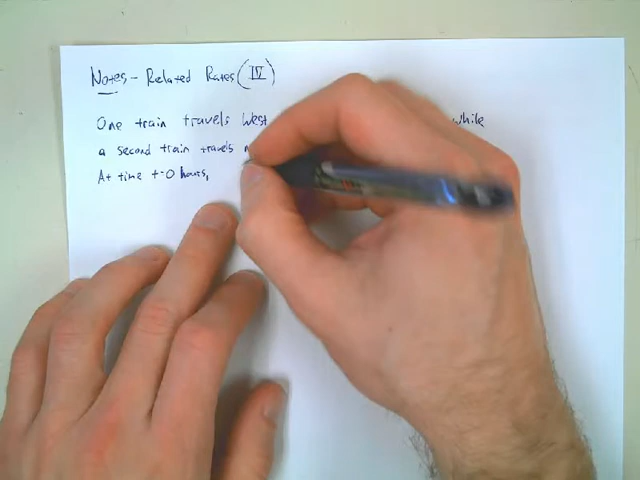 Notes - Related Rates (IV)
One train travels West while
a second train travels
At time t=0 hours,